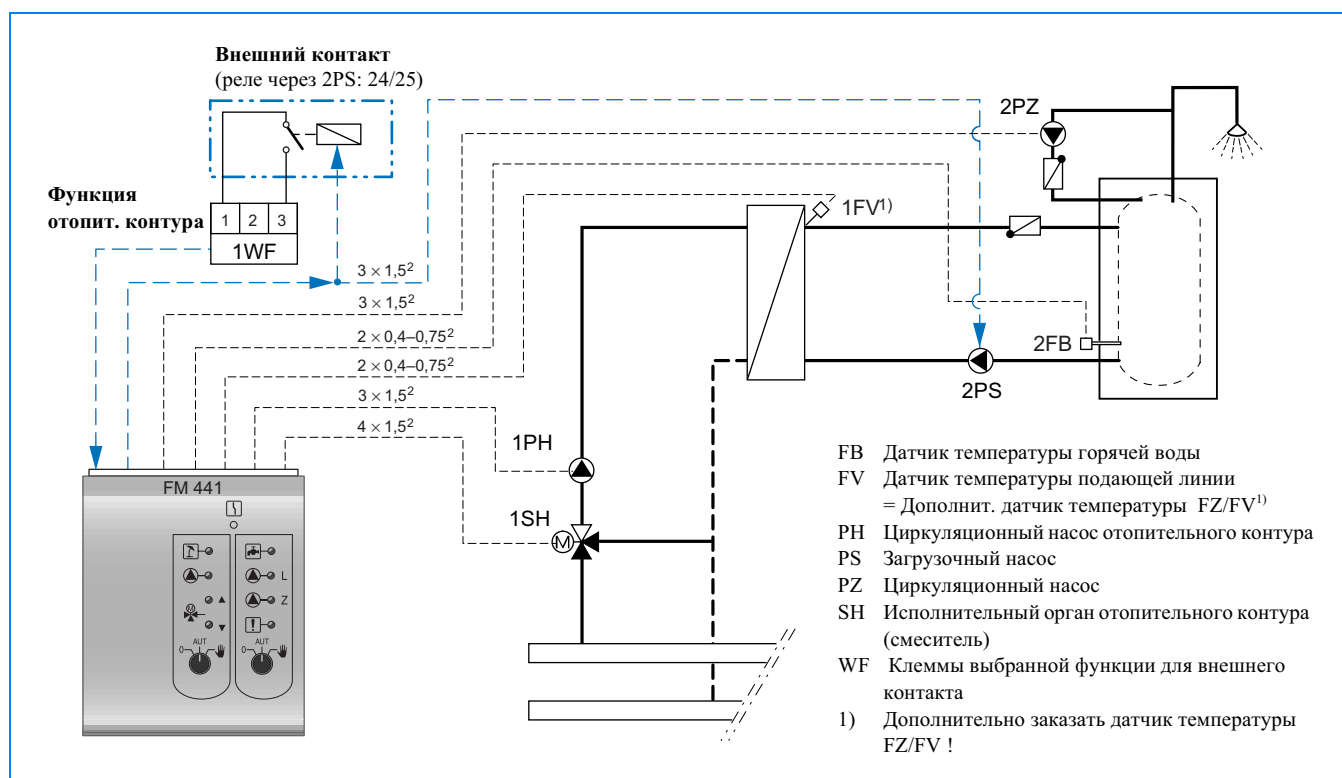 Внешний контакт
(реле через 2PS: 24/25)
2PZ
Функция
отопит. контура
1 2 3
1WF
1FV¹⁾
3 × 1,5²
3 × 1,5²
2 × 0,4–0,75²
2FB
2 × 0,4–0,75²
2PS
3 × 1,5²
4 × 1,5²
1PH
FM 441
1SH
M
L
Z
M
AUT
0
AUT
0
FB Датчик температуры горячей воды
FV Датчик температуры подающей линии
= Дополнит. датчик температуры FZ/FV¹⁾
PH Циркуляционный насос отопительного контура
PS Загрузочный насос
PZ Циркуляционный насос
SH Исполнительный орган отопительного контура
(смеситель)
WF Клеммы выбранной функции для внешнего
контакта
1) Дополнительно заказать датчик температуры
FZ/FV !